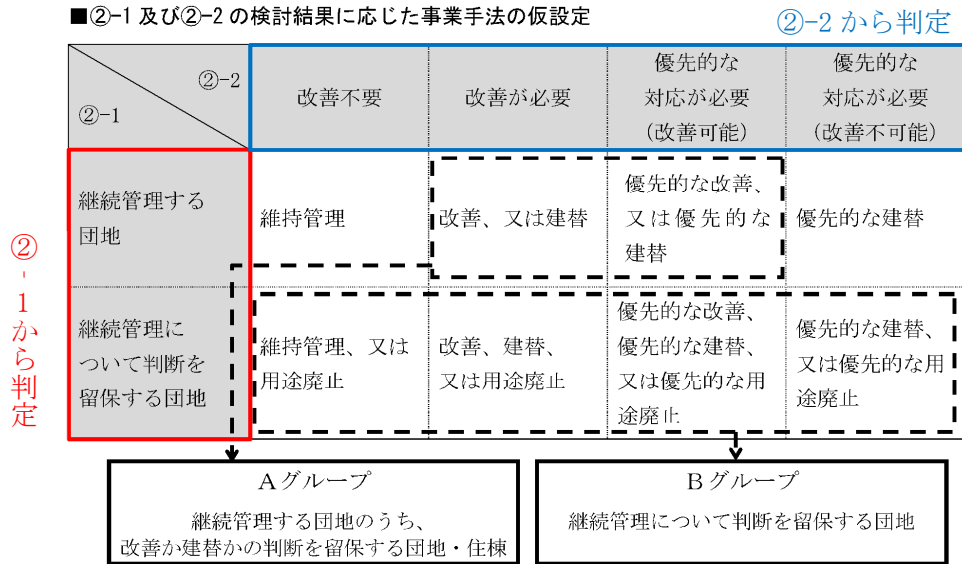 ■②-1 及び②-2 の検討結果に応じた事業手法の仮設定
②-2 から判定
②-2
②-1
改善不要
改善が必要
優先的な
対応が必要
(改善可能)
優先的な
対応が必要
(改善不可能)
②-1から判定
継続管理する
団地
維持管理
改善、又は建替
優先的な改善、
又は優先的な
建替
優先的な建替
継続管理に
ついて判断を
留保する団地
維持管理、又は
用途廃止
改善、建替、
又は用途廃止
優先的な改善、
優先的な建替、
又は優先的な用
途廃止
優先的な建替、
又は優先的な用
途廃止
Aグループ
継続管理する団地のうち、
改善か建替かの判断を留保する団地・住棟
Bグループ
継続管理について判断を留保する団地